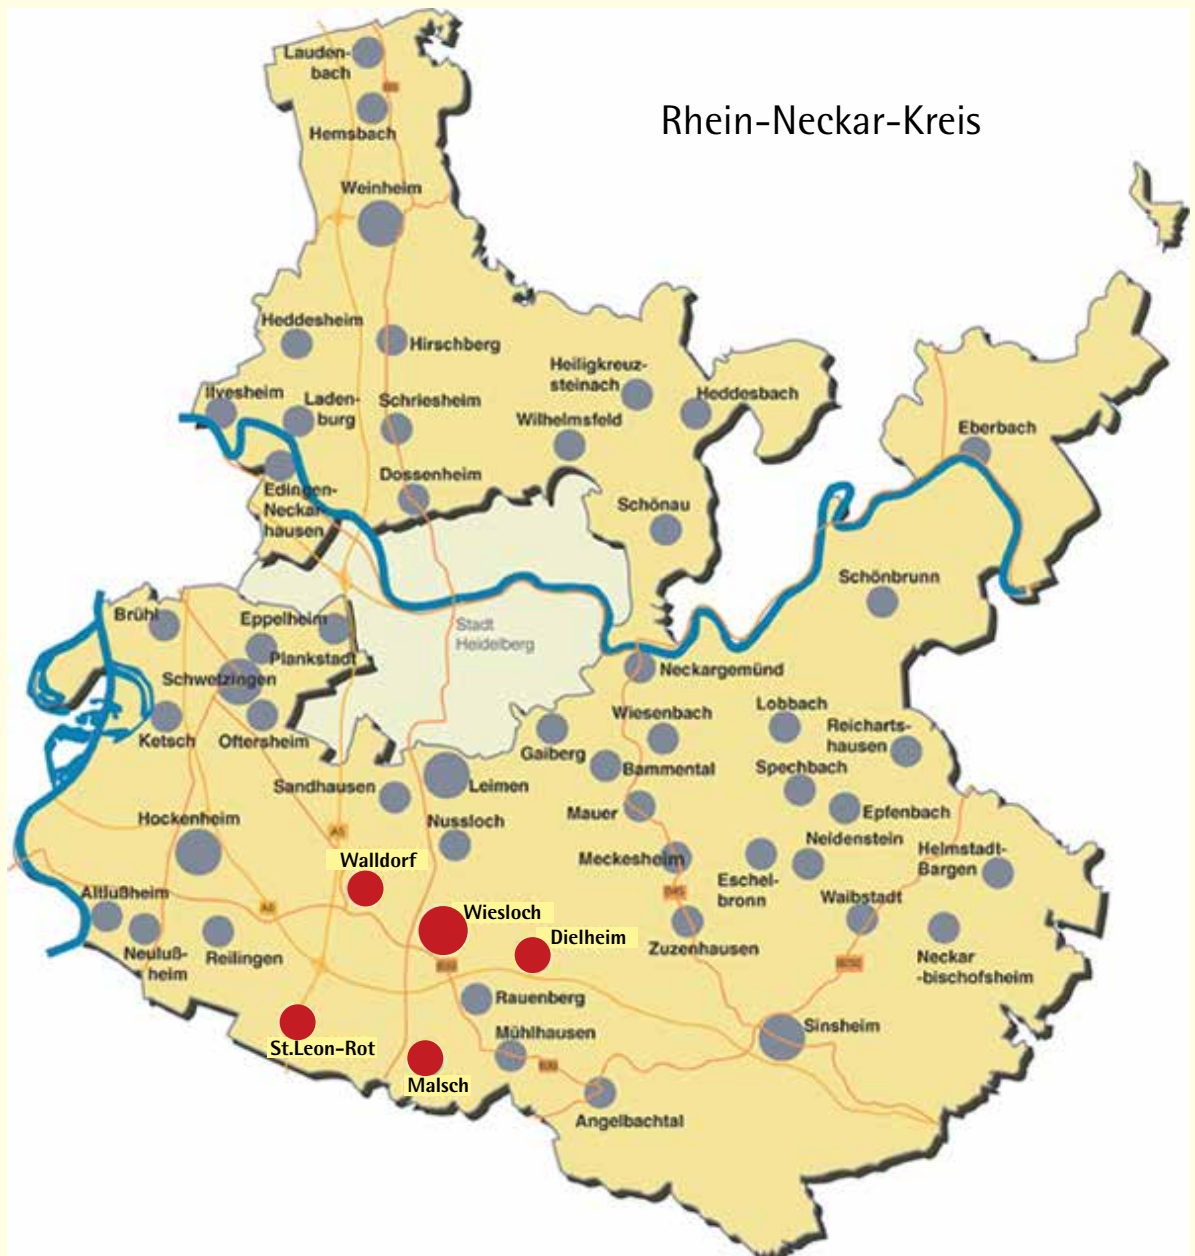 Lauden-
bach
Hemsbach
Rhein-Neckar-Kreis
Weinheim
Heddesheim
Hirschberg
Heiligkreuz-
steinach
Heddesbach
Ilvesheim
Laden-
burg
Schriesheim
Wilhelmsfeld
Eberbach
Dossenheim
Edingen-
Neckar-
hausen
Schönau
Schönbrunn
Brühl
Eppelheim
Stadt
Heidelberg
Plankstadt
Schwetzingen
Neckargemünd
Ketsch
Oftersheim
Gaiberg
Wiesenbach
Lobbach
Reicharts-
hausen
Bammental
Spechbach
Sandhausen
Leimen
Mauer
Epfenbach
Hockenheim
Nussloch
A5
Neidenstein
Helmstadt-
Bargen
Walldorf
Meckesheim
Eschel-
bronn
Altlußheim
B45
Waibstadt
A6
Wiesloch
Dielheim
Zuzenhausen
Neuluß-
heim
Reilingen
Neckar
-bischofsheim
Rauenberg
Sinsheim
St.Leon-Rot
Mühlhausen
Malsch
Angelbachtal